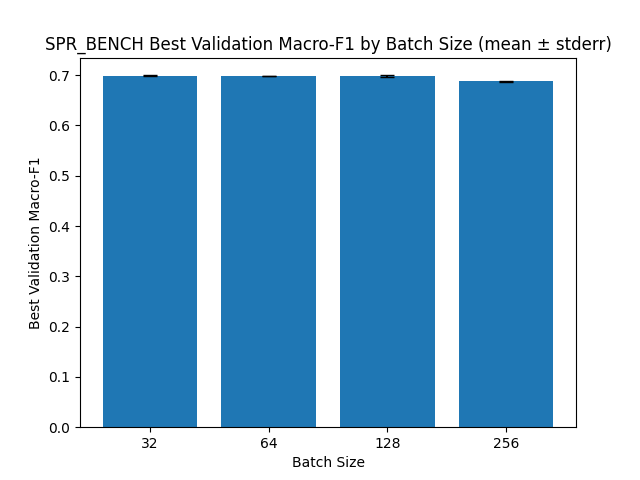 SPR_BENCH Best Validation Macro-F1 by Batch Size (mean ± stderr)
Best Validation Macro-F1
0.7
0.6
0.5
0.4
0.3
0.2
0.1
0.0
32 64 128 256
Batch Size